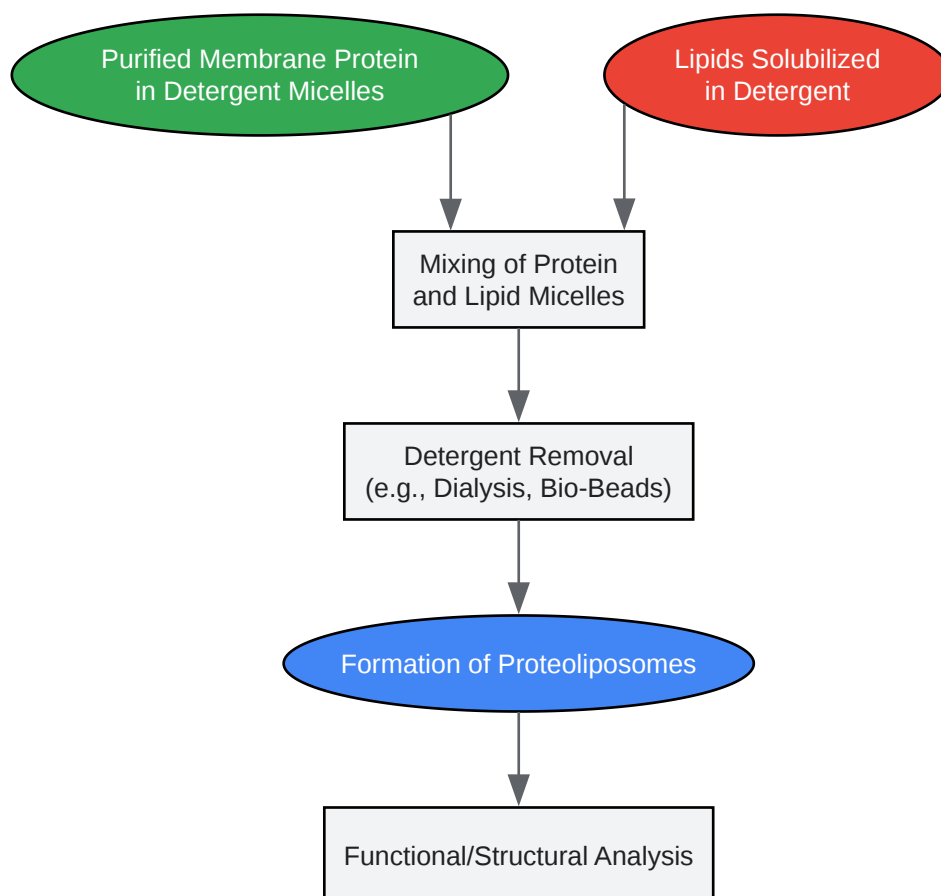 Purified Membrane Protein
in Detergent Micelles
Lipids Solubilized
in Detergent
Mixing of Protein
and Lipid Micelles
Detergent Removal
(e.g., Dialysis, Bio-Beads)
Formation of Proteoliposomes
Functional/Structural Analysis